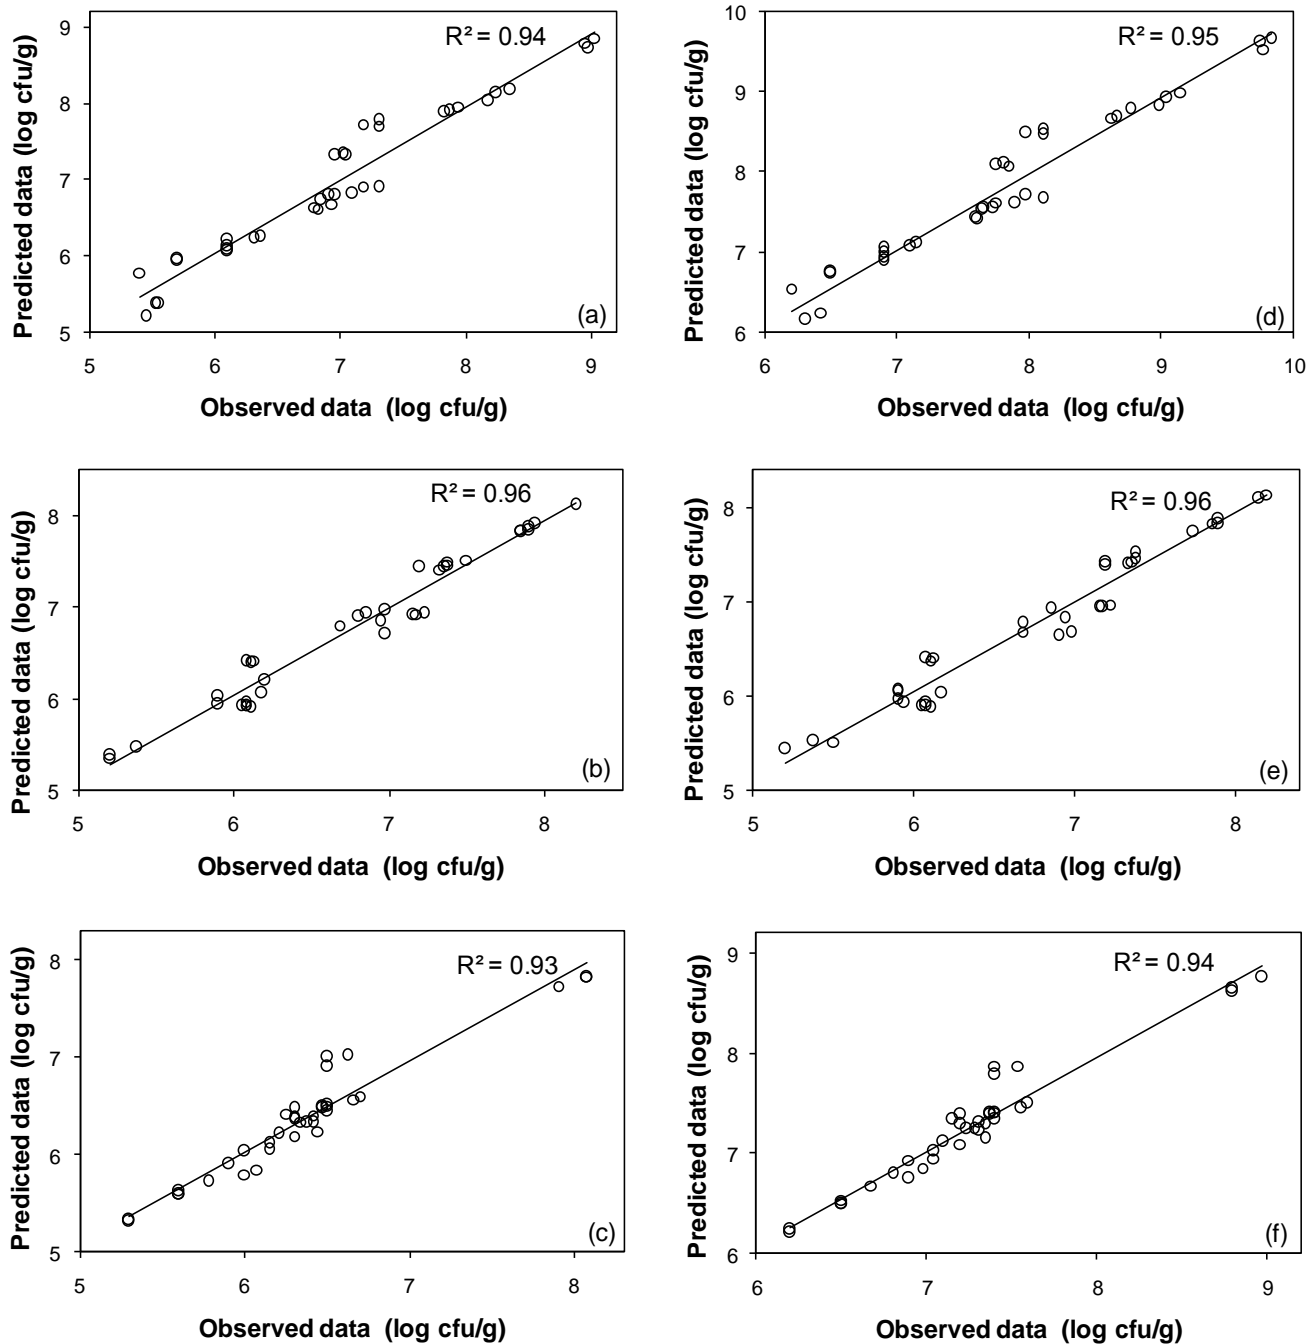 Predicted data (log cfu/g)
9
8
7
6
5
R² = 0.94
(a)
5 6 7 8 9
Observed data (log cfu/g)
Predicted data (log cfu/g)
10
9
8
7
6
R² = 0.95
(d)
6 7 8 9 10
Observed data (log cfu/g)
Predicted data (log cfu/g)
8
7
6
5
R² = 0.96
(b)
5 6 7 8
Observed data (log cfu/g)
Predicted data (log cfu/g)
8
7
6
5
R² = 0.96
(e)
5 6 7 8
Observed data (log cfu/g)
Predicted data (log cfu/g)
8
7
6
5
R² = 0.93
(c)
5 6 7 8
Observed data (log cfu/g)
Predicted data (log cfu/g)
9
8
7
6
R² = 0.94
(f)
6 7 8 9
Observed data (log cfu/g)